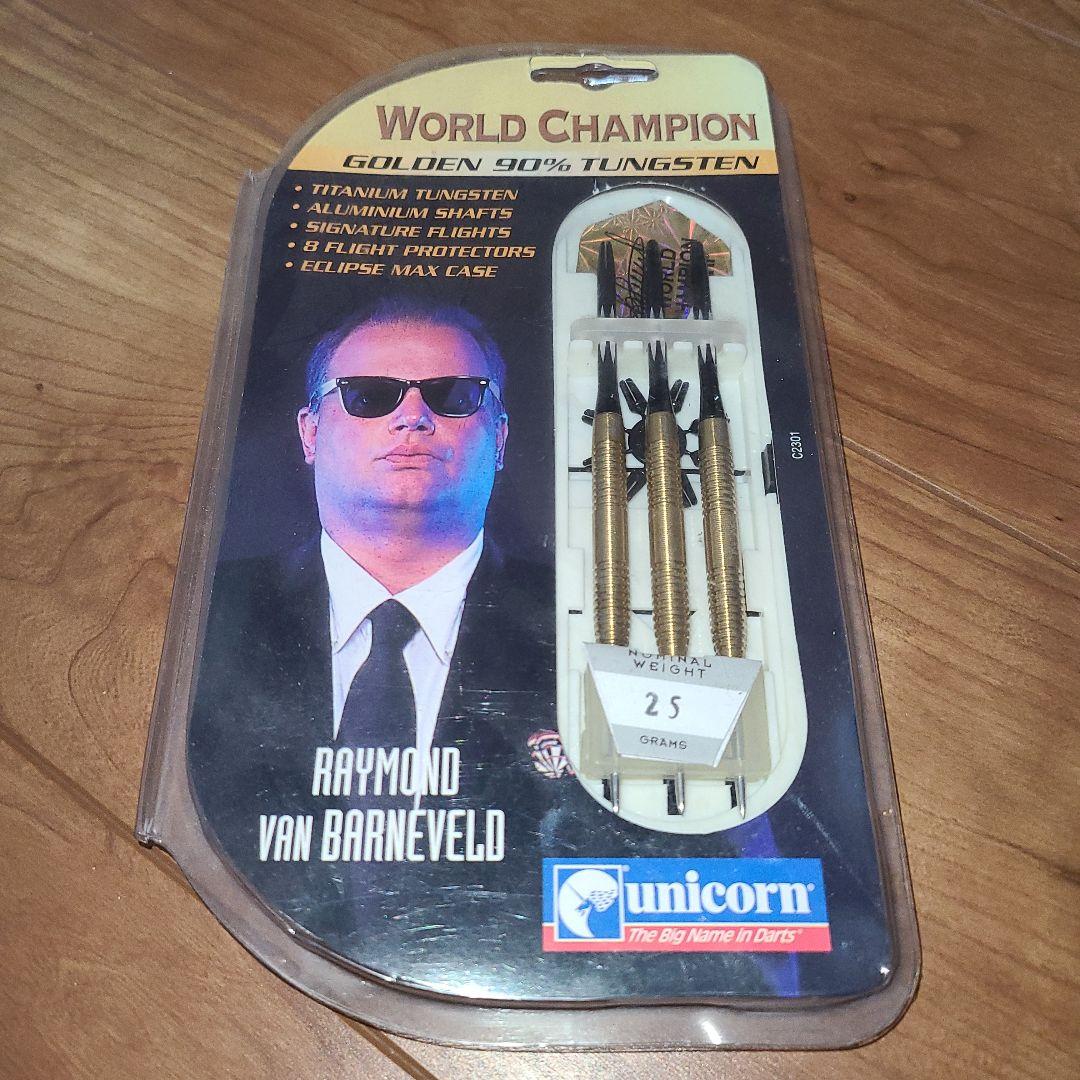 WORLD CHAMPION
GOLDEN 90% TUNGSTEN
• TITANIUM TUNGSTEN
• ALUMINIUM SHAFTS
• SIGNATURE FLIGHTS
• 8 FLIGHT PROTECTORS
• ECLIPSE MAX CASE
WORLD
C2301
NOMINAL
WEIGHT
25
GRAMS
RAYMOND
VAN BARNEVELD
unicorn
The Big Name in Darts